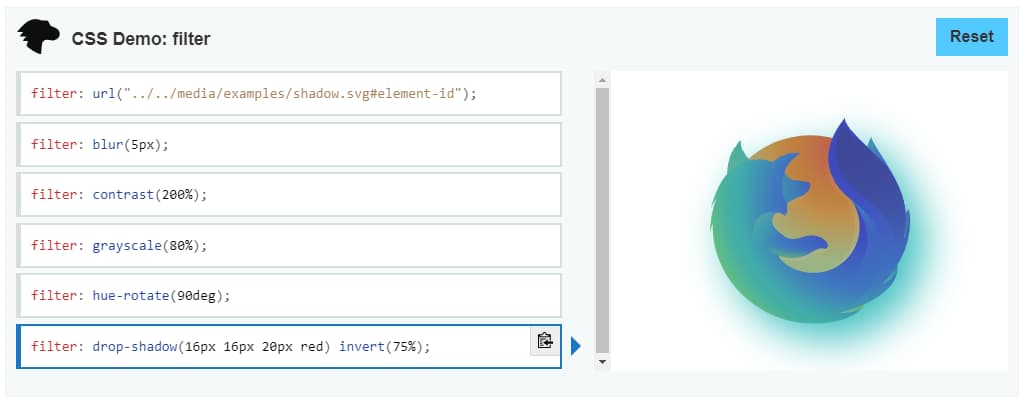 CSS Demo: filter
Reset
filter: url("../../media/examples/shadow.svg#element-id");
filter: blur(5px);
filter: contrast(200%);
filter: grayscale(80%);
filter: hue-rotate(90deg);
filter: drop-shadow(16px 16px 20px red) invert(75%);